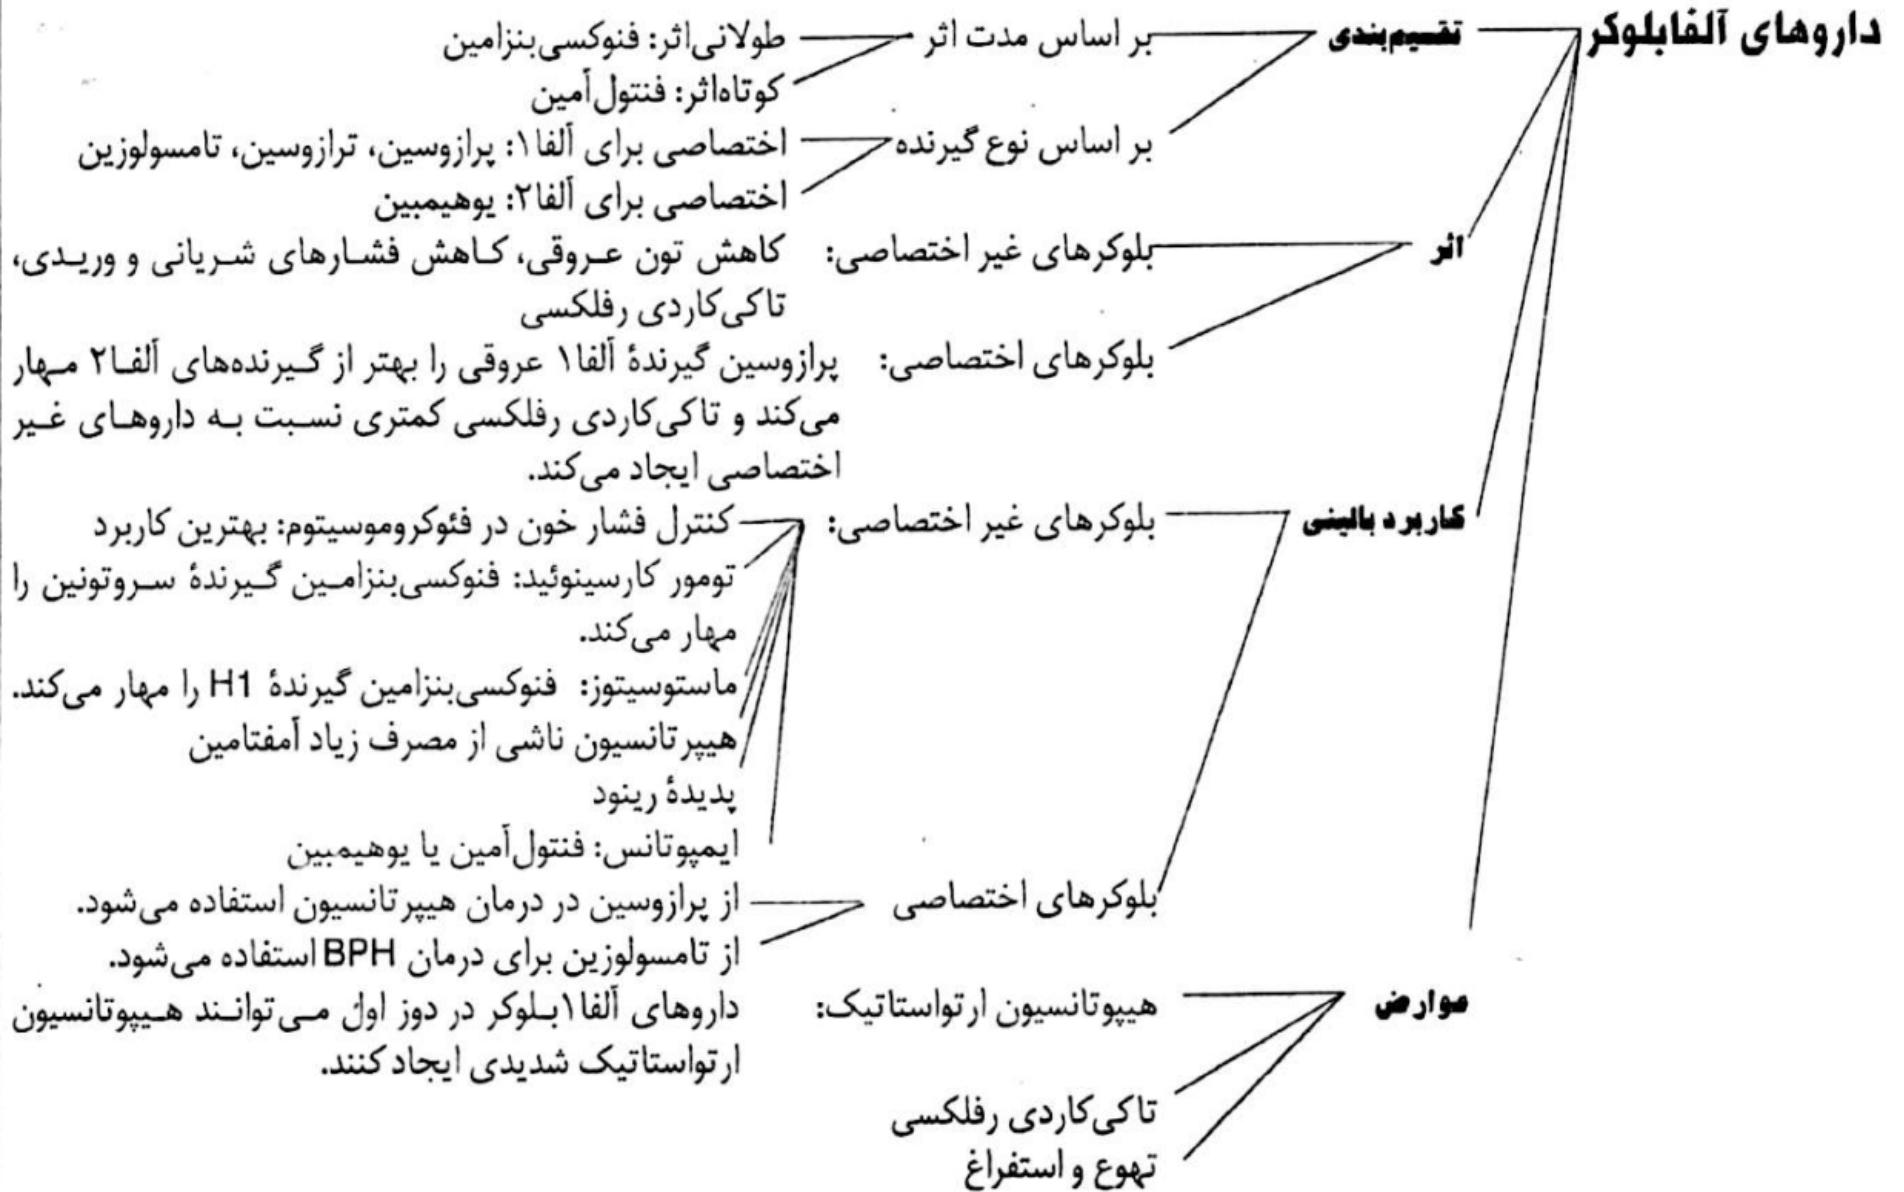 داروهای آلفابلوکر
تقسیم‌بندی
بر اساس مدت اثر
طولانی‌اثر: فنوکسی‌بنزامین
کوتاه‌اثر: فنتول‌آمین
بر اساس نوع گیرنده
اختصاصی برای آلفا۱: پرازوسین، ترازوسین، تامسولوزین
اختصاصی برای آلفا۲: یوهیمبین
اثر
بلوکرهای غیر اختصاصی:
کاهش تون عروقی، کاهش فشارهای شریانی و وریدی،
تاکی‌کاردی رفلکسی
بلوکرهای اختصاصی:
پرازوسین گیرندهٔ آلفا۱ عروقی را بهتر از گیرنده‌های آلفا۲ مهار
می‌کند و تاکی‌کاردی رفلکسی کمتری نسبت به داروهای غیر
اختصاصی ایجاد می‌کند.
کاربرد بالینی
بلوکرهای غیر اختصاصی:
کنترل فشار خون در فئوکروموسیتوم: بهترین کاربرد
تومور کارسینوئید: فنوکسی‌بنزامین گیرندهٔ سروتونین را
مهار می‌کند.
ماستوسیتوز: فنوکسی‌بنزامین گیرندهٔ H1 را مهار می‌کند.
هیپرتانسیون ناشی از مصرف زیاد آمفتامین
پدیدهٔ رینود
ایمپوتانس: فنتول‌آمین یا یوهیمبین
بلوکرهای اختصاصی
از پرازوسین در درمان هیپرتانسیون استفاده می‌شود.
از تامسولوزین برای درمان BPH استفاده می‌شود.
عوارض
هیپوتانسیون ارتواستاتیک:
داروهای آلفا۱بلوکر در دوز اول می‌توانند هیپوتانسیون
ارتواستاتیک شدیدی ایجاد کنند.
تاکی‌کاردی رفلکسی
تهوع و استفراغ